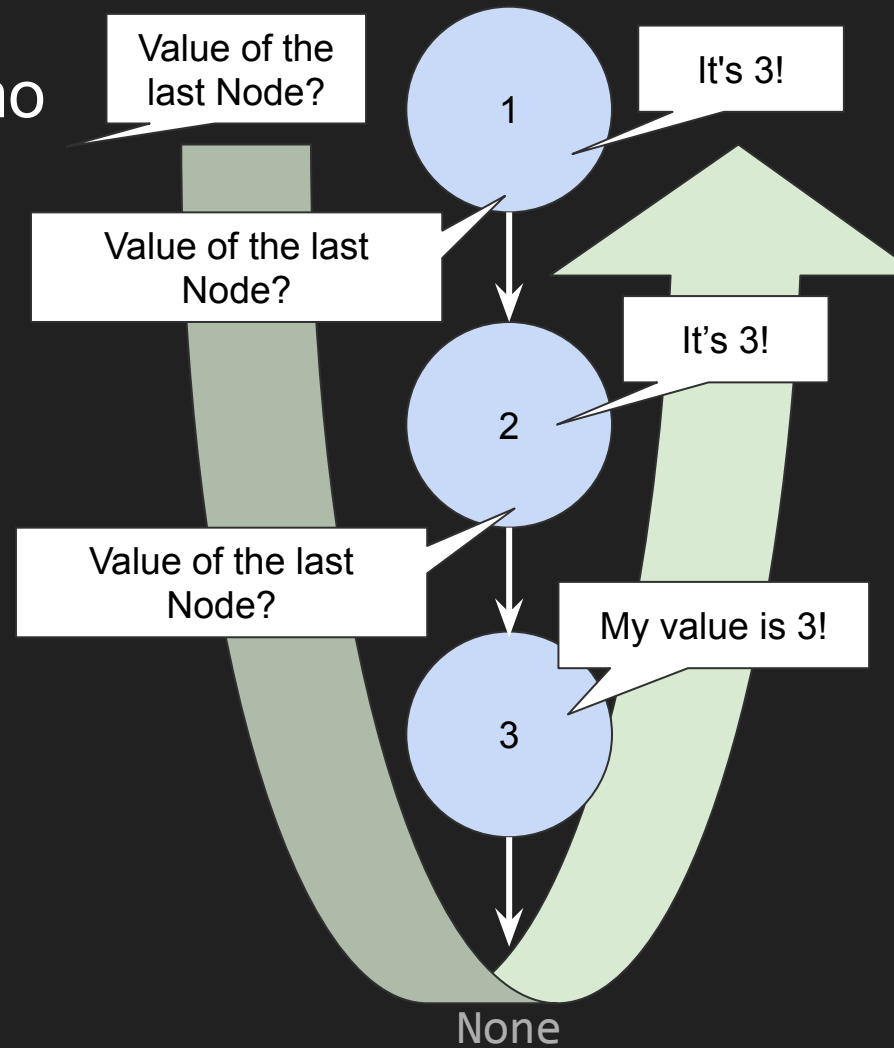 Value of the
last Node?
1
It's 3!
Value of the last
Node?
2
It’s 3!
Value of the last
Node?
My value is 3!
3
None